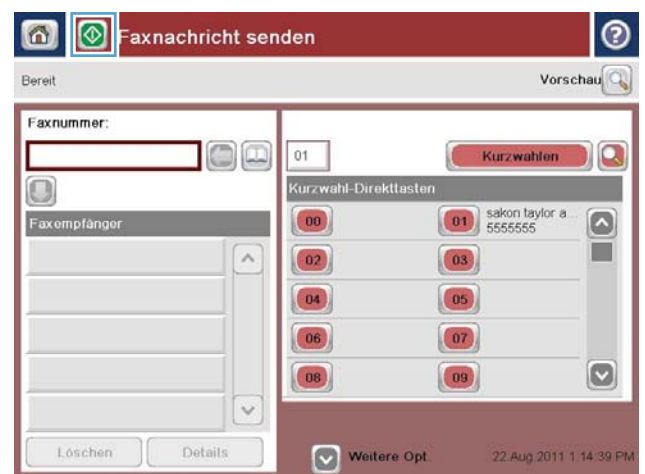 Faxnachricht senden
Bereit
Vorschau
Faxnummer:
01
Kurzwahlen
Kurzwahl-Direkttasten
Faxempfänger
00
01
sakon taylor a...
5555555
02
03
04
05
06
07
08
09
Löschen
Details
Weitere Opt.
22.Aug.2011 1:14:39 PM